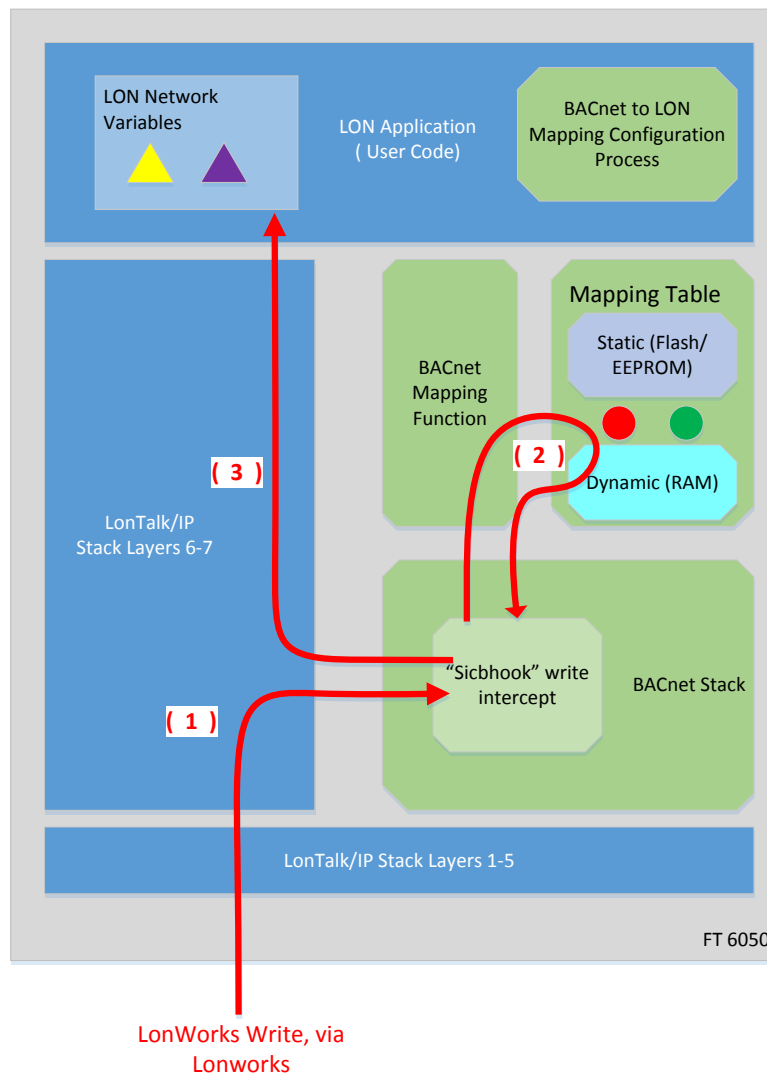 LON Network
Variables
LON Application
( User Code)
BACnet to LON
Mapping Configuration
Process
Mapping Table
Static (Flash/
EEPROM)
BACnet
Mapping
Function
( 2 )
( 3 )
Dynamic (RAM)
LonTalk/IP
Stack Layers 6-7
“Sicbhook” write
intercept
BACnet Stack
( 1 )
LonTalk/IP Stack Layers 1-5
FT 6050
LonWorks Write, via
Lonworks